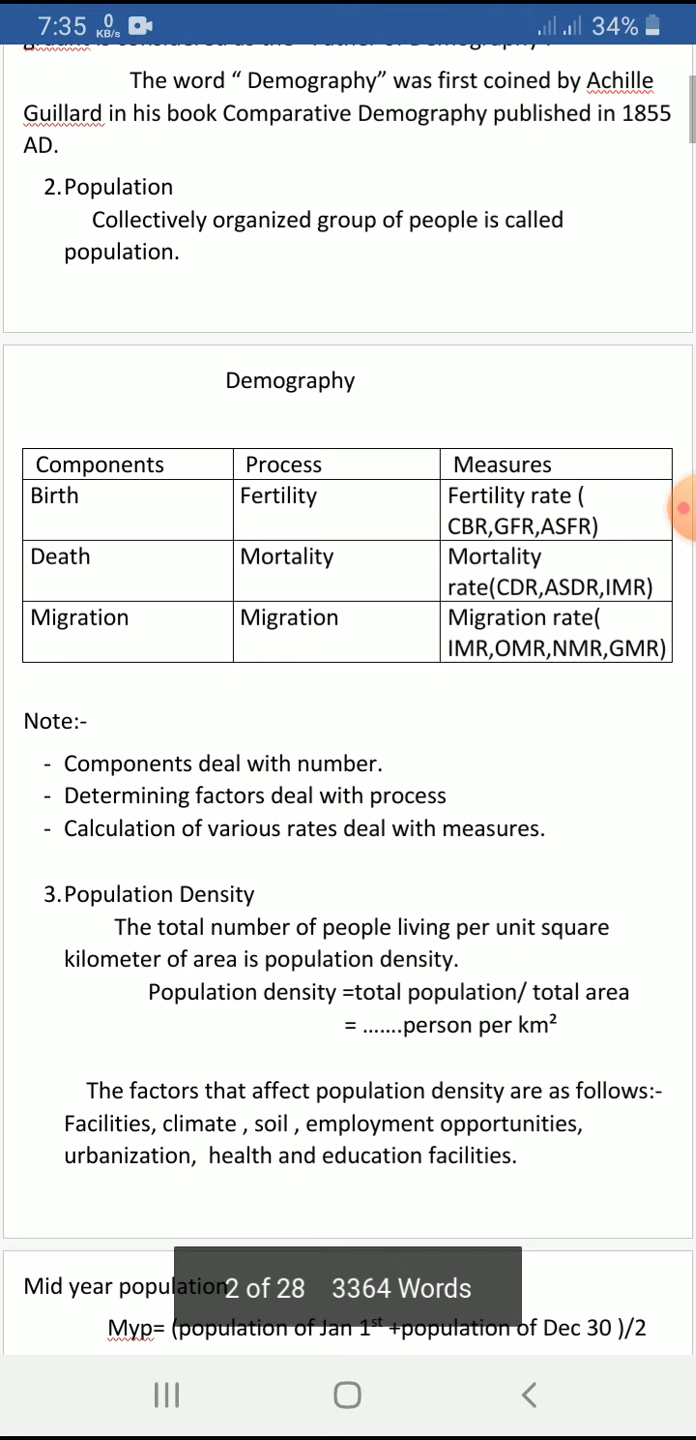 7:35 0 KB/s 34%
The word “ Demography” was first coined by Achille
Guillard in his book Comparative Demography published in 1855
AD.
2. Population
Collectively organized group of people is called
population.
Demography
Components Process Measures
Birth Fertility Fertility rate (
CBR,GFR,ASFR)
Death Mortality Mortality
rate(CDR,ASDR,IMR)
Migration Migration Migration rate(
IMR,OMR,NMR,GMR)
Note:-
- Components deal with number.
- Determining factors deal with process
- Calculation of various rates deal with measures.
3. Population Density
The total number of people living per unit square
kilometer of area is population density.
Population density =total population/ total area
= .......person per km²
The factors that affect population density are as follows:-
Facilities, climate , soil , employment opportunities,
urbanization, health and education facilities.
Mid year population
2 of 28 3364 Words
Myp= (population of Jan 1st +population of Dec 30 )/2